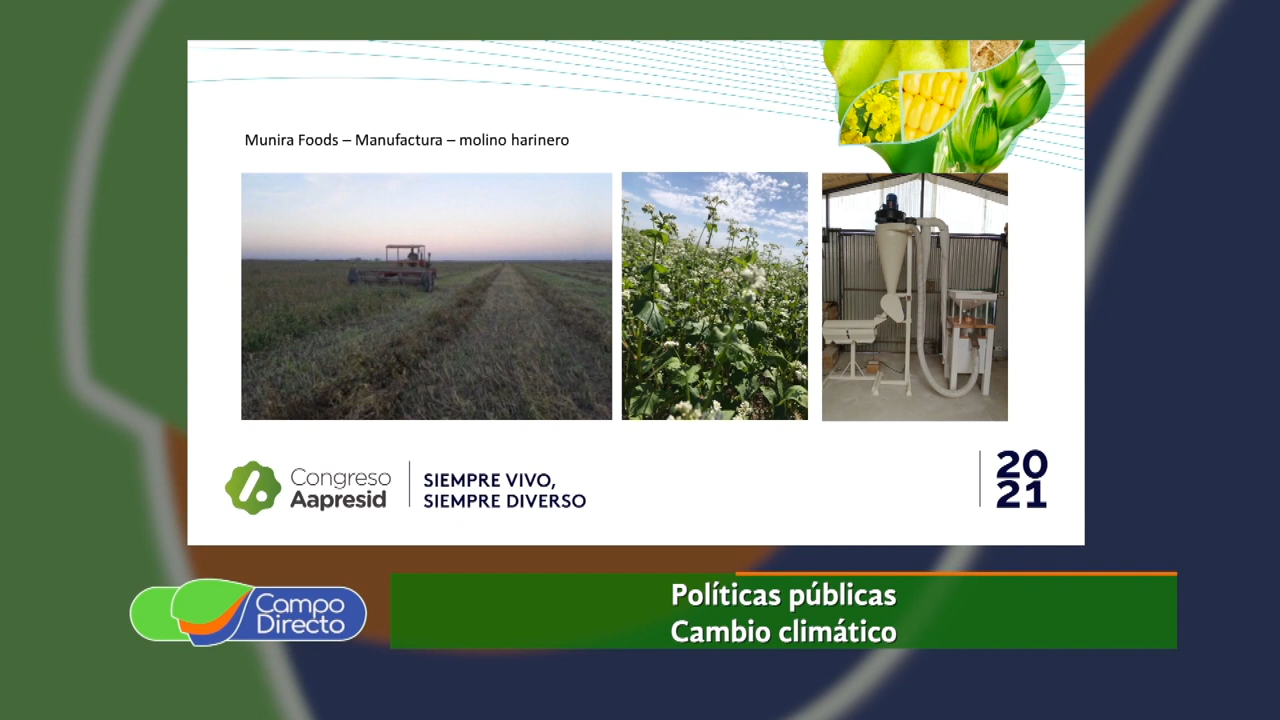 Munira Foods – Manufactura – molino harinero
Congreso
Aapresid
SIEMPRE VIVO,
SIEMPRE DIVERSO
20
21
Campo
Directo
Políticas públicas
Cambio climático